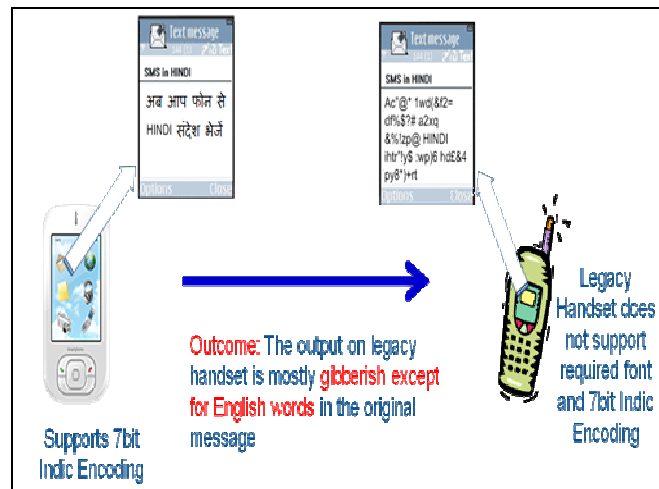 Text message
SMS in HINDI
अब आप फोन से
HINDI संदेश भेजें
Options Close
Text message
SMS in HINDI
Ac"@* 1wd(&f2=
df%$?# a2xq
&%!zp@ HINDI
ihtr"!y$ :wp)6 hd£&4
py8*)+rt
Options Close
Outcome: The output on legacy
handset is mostly gibberish except
for English words in the original
message
Supports 7bit
Indic Encoding
Legacy
Handset does
not support
required font
and 7bit Indic
Encoding